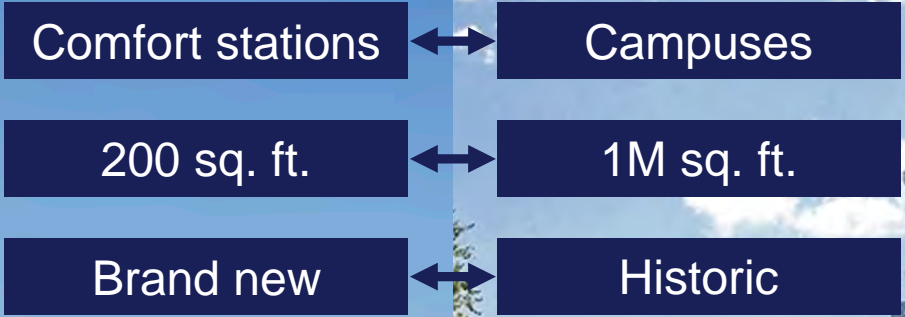 Comfort stations Campuses
200 sq. ft. 1M sq. ft.
Brand new Historic